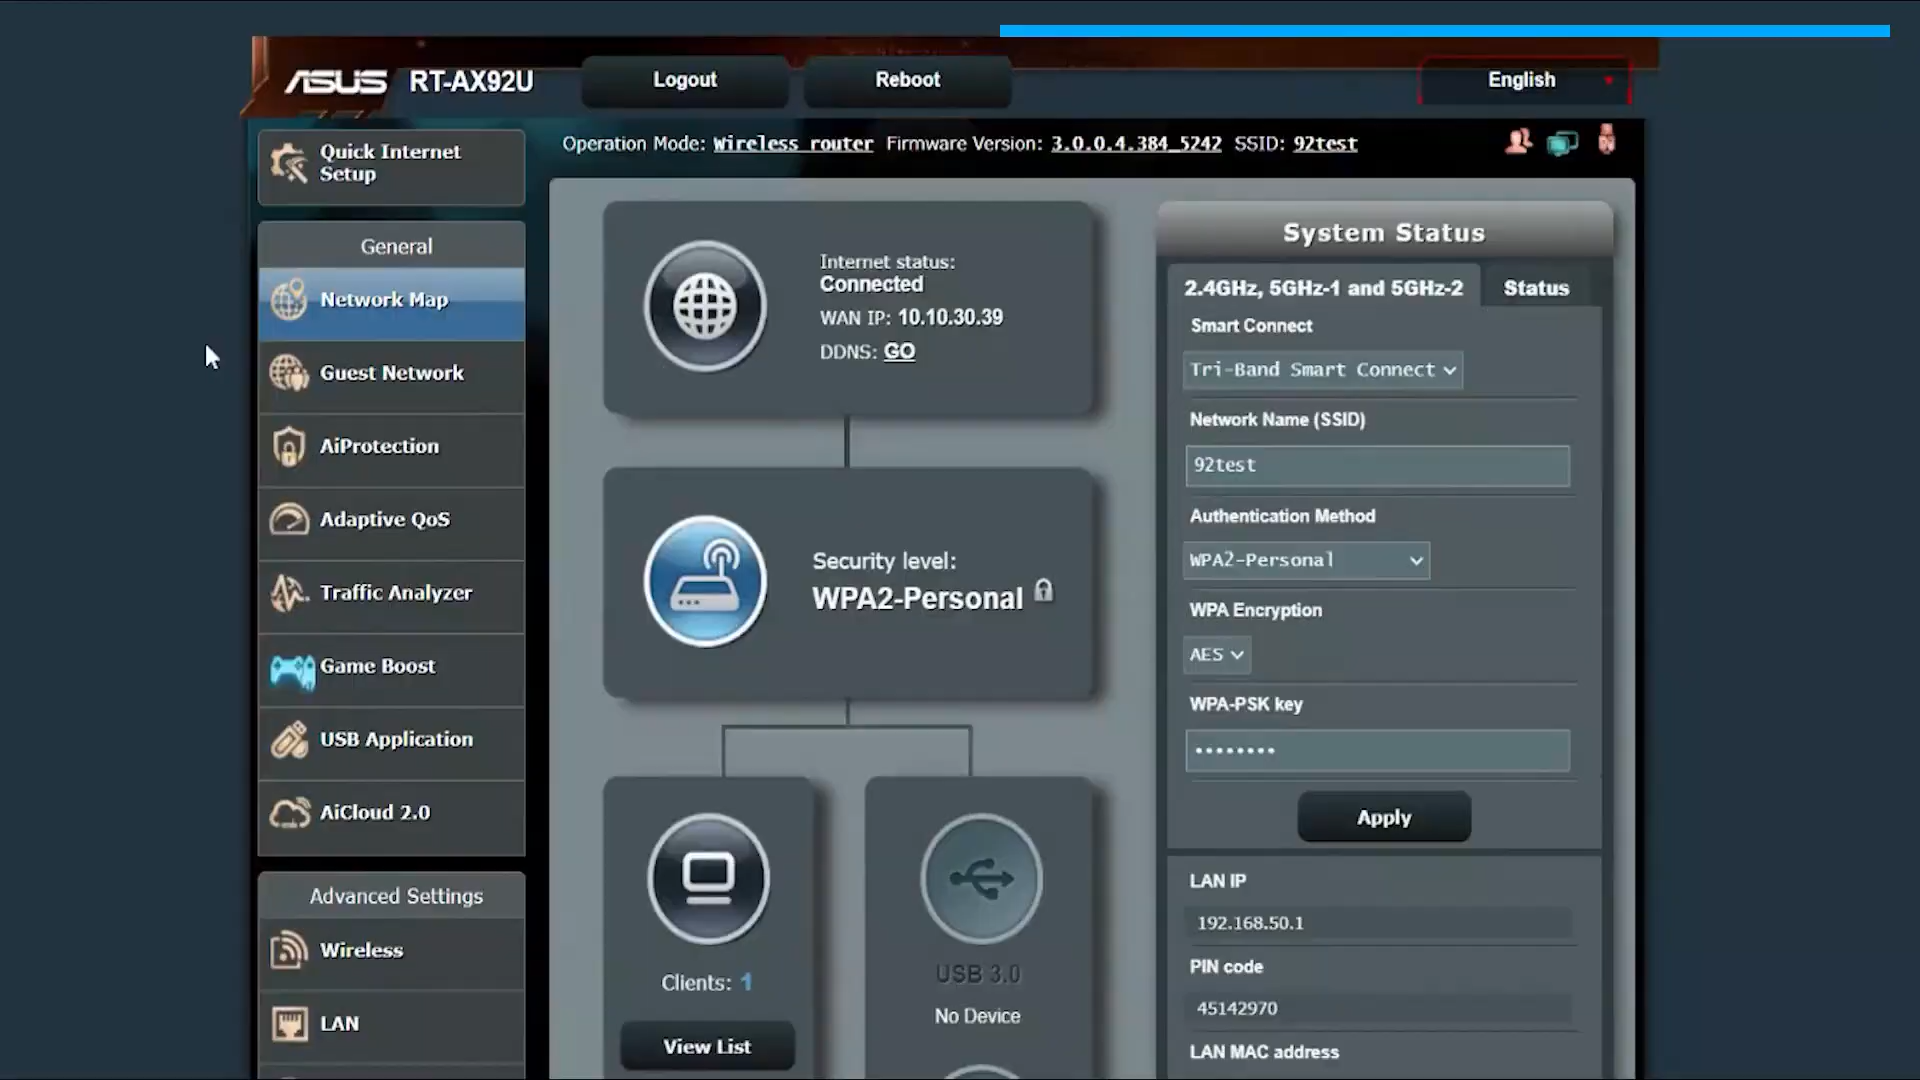 ASUS RT-AX92U
Logout
Reboot
English
Quick Internet
Setup
Operation Mode: Wireless router Firmware Version: 3.0.0.4.384_5242 SSID: 92test
General
Network Map
Guest Network
AiProtection
Adaptive QoS
Traffic Analyzer
Game Boost
USB Application
AiCloud 2.0
Advanced Settings
Wireless
LAN
Internet status:
Connected
WAN IP: 10.10.30.39
DDNS: GO
Security level:
WPA2-Personal
Clients: 1
View List
USB 3.0
No Device
System Status
2.4GHz, 5GHz-1 and 5GHz-2
Status
Smart Connect
Tri-Band Smart Connect
Network Name (SSID)
92test
Authentication Method
WPA2-Personal
WPA Encryption
AES
WPA-PSK key
••••••••
Apply
LAN IP
192.168.50.1
PIN code
45142970
LAN MAC address